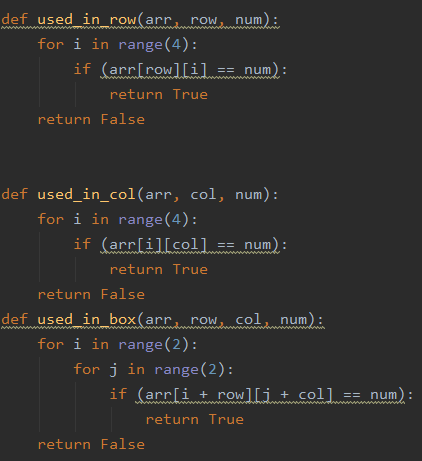 def used_in_row(arr, row, num):
    for i in range(4):
        if (arr[row][i] == num):
            return True
    return False
def used_in_col(arr, col, num):
    for i in range(4):
        if (arr[i][col] == num):
            return True
    return False
def used_in_box(arr, row, col, num):
    for i in range(2):
        for j in range(2):
            if (arr[i + row][j + col] == num):
                return True
    return False